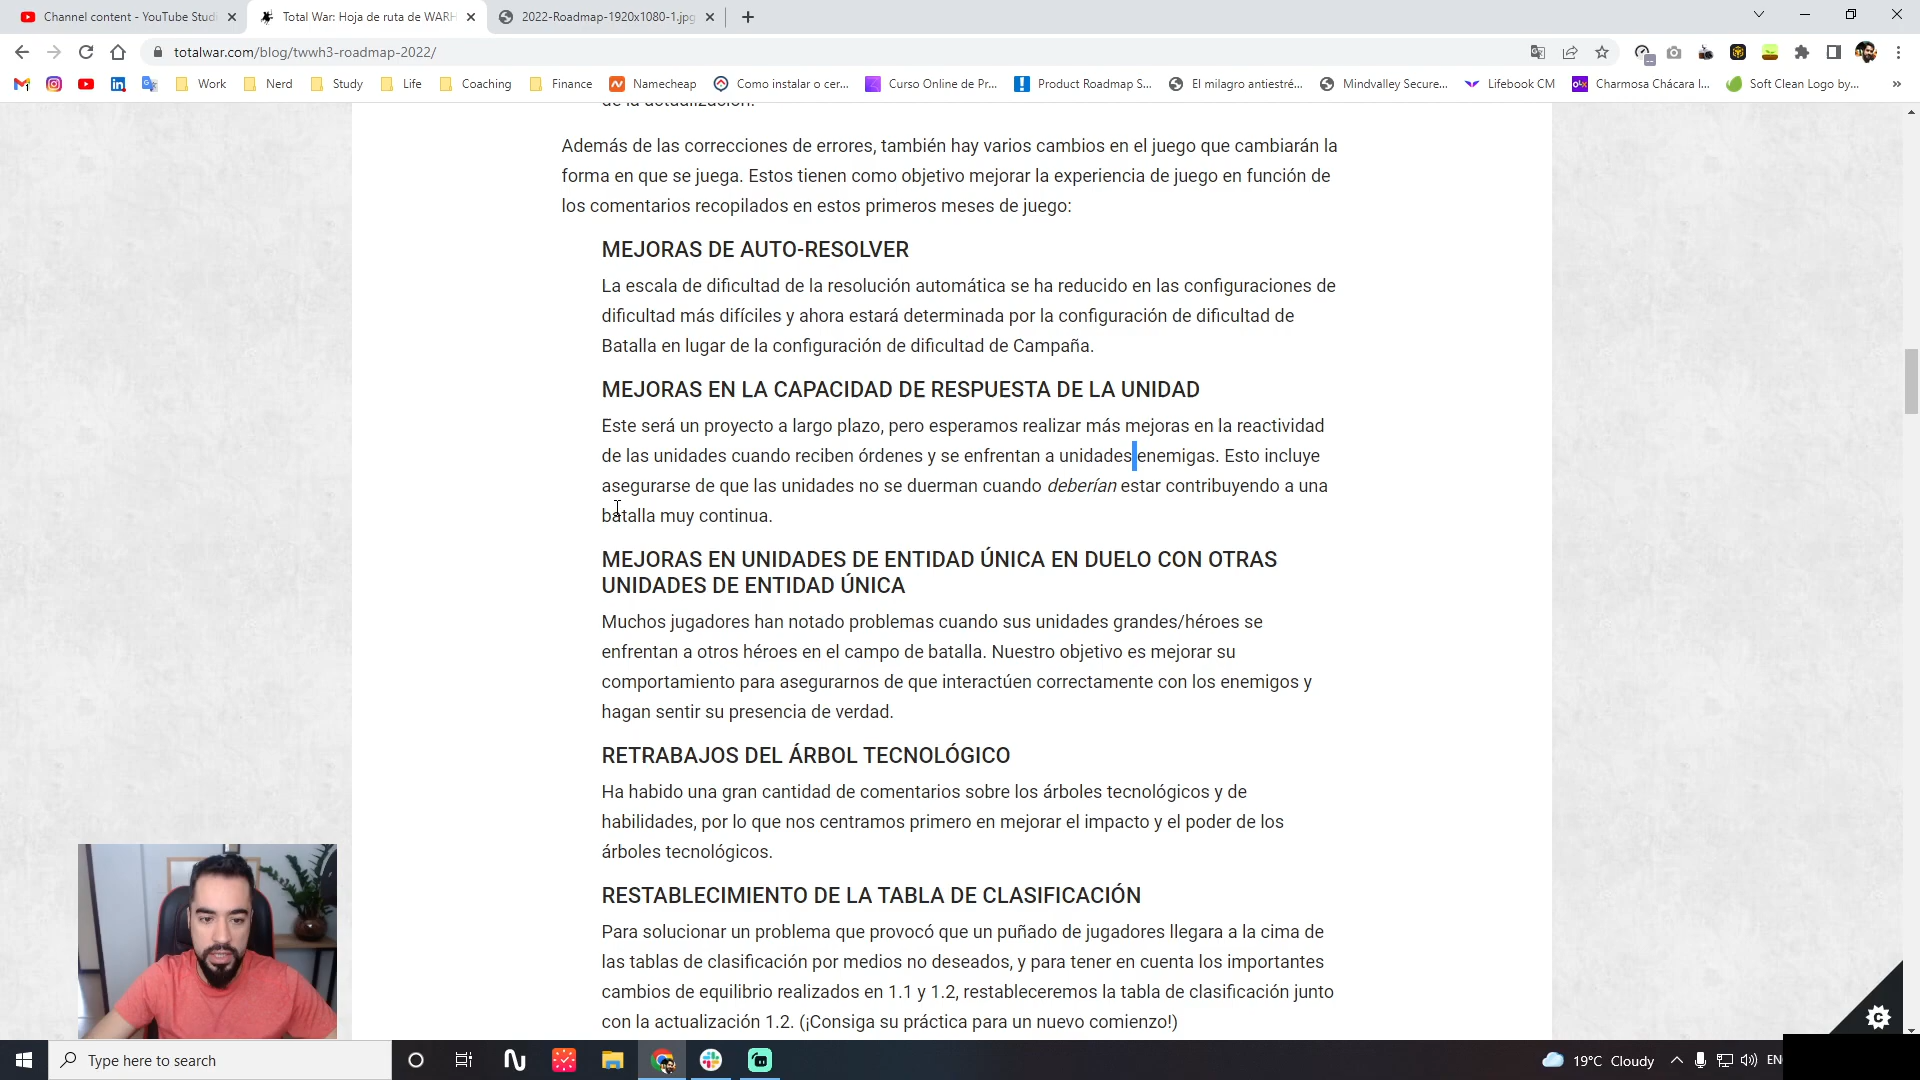 Channel content - YouTube Studi
Total War: Hoja de ruta de WARH
2022-Roadmap-1920x1080-1.jpg
totalwar.com/blog/twwh3-roadmap-2022/
Work
Nerd
Study
Life
Coaching
Finance
Namecheap
Como instalar o cer...
Curso Online de Pr...
Product Roadmap S...
El milagro antiestré...
Mindvalley Secure...
Lifebook CM
Charmosa Chácara I...
Soft Clean Logo by...
de la actualización.
Además de las correcciones de errores, también hay varios cambios en el juego que cambiarán la
forma en que se juega. Estos tienen como objetivo mejorar la experiencia de juego en función de
los comentarios recopilados en estos primeros meses de juego:
MEJORAS DE AUTO-RESOLVER
La escala de dificultad de la resolución automática se ha reducido en las configuraciones de
dificultad más difíciles y ahora estará determinada por la configuración de dificultad de
Batalla en lugar de la configuración de dificultad de Campaña.
MEJORAS EN LA CAPACIDAD DE RESPUESTA DE LA UNIDAD
Este será un proyecto a largo plazo, pero esperamos realizar más mejoras en la reactividad
de las unidades cuando reciben órdenes y se enfrentan a unidades enemigas. Esto incluye
asegurarse de que las unidades no se duerman cuando deberían estar contribuyendo a una
batalla muy continua.
MEJORAS EN UNIDADES DE ENTIDAD ÚNICA EN DUELO CON OTRAS
UNIDADES DE ENTIDAD ÚNICA
Muchos jugadores han notado problemas cuando sus unidades grandes/héroes se
enfrentan a otros héroes en el campo de batalla. Nuestro objetivo es mejorar su
comportamiento para asegurarnos de que interactúen correctamente con los enemigos y
hagan sentir su presencia de verdad.
RETRABAJOS DEL ÁRBOL TECNOLÓGICO
Ha habido una gran cantidad de comentarios sobre los árboles tecnológicos y de
habilidades, por lo que nos centramos primero en mejorar el impacto y el poder de los
árboles tecnológicos.
RESTABLECIMIENTO DE LA TABLA DE CLASIFICACIÓN
Para solucionar un problema que provocó que un puñado de jugadores llegara a la cima de
las tablas de clasificación por medios no deseados, y para tener en cuenta los importantes
cambios de equilibrio realizados en 1.1 y 1.2, restableceremos la tabla de clasificación junto
con la actualización 1.2. (¡Consiga su práctica para un nuevo comienzo!)
Type here to search
19°C Cloudy
EN